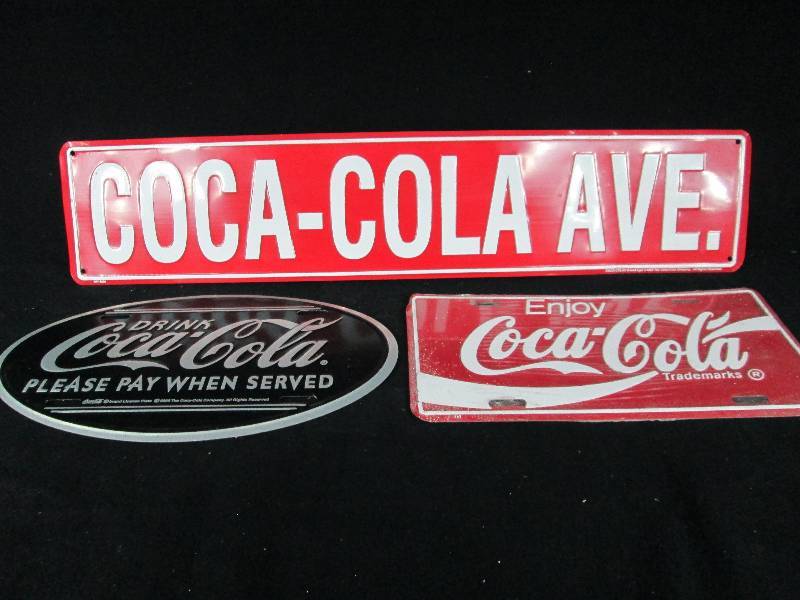 COCA-COLA AVE.
DRINK
Coca-Cola.
PLEASE PAY WHEN SERVED
Enjoy
Coca-Cola
Trademarks ®